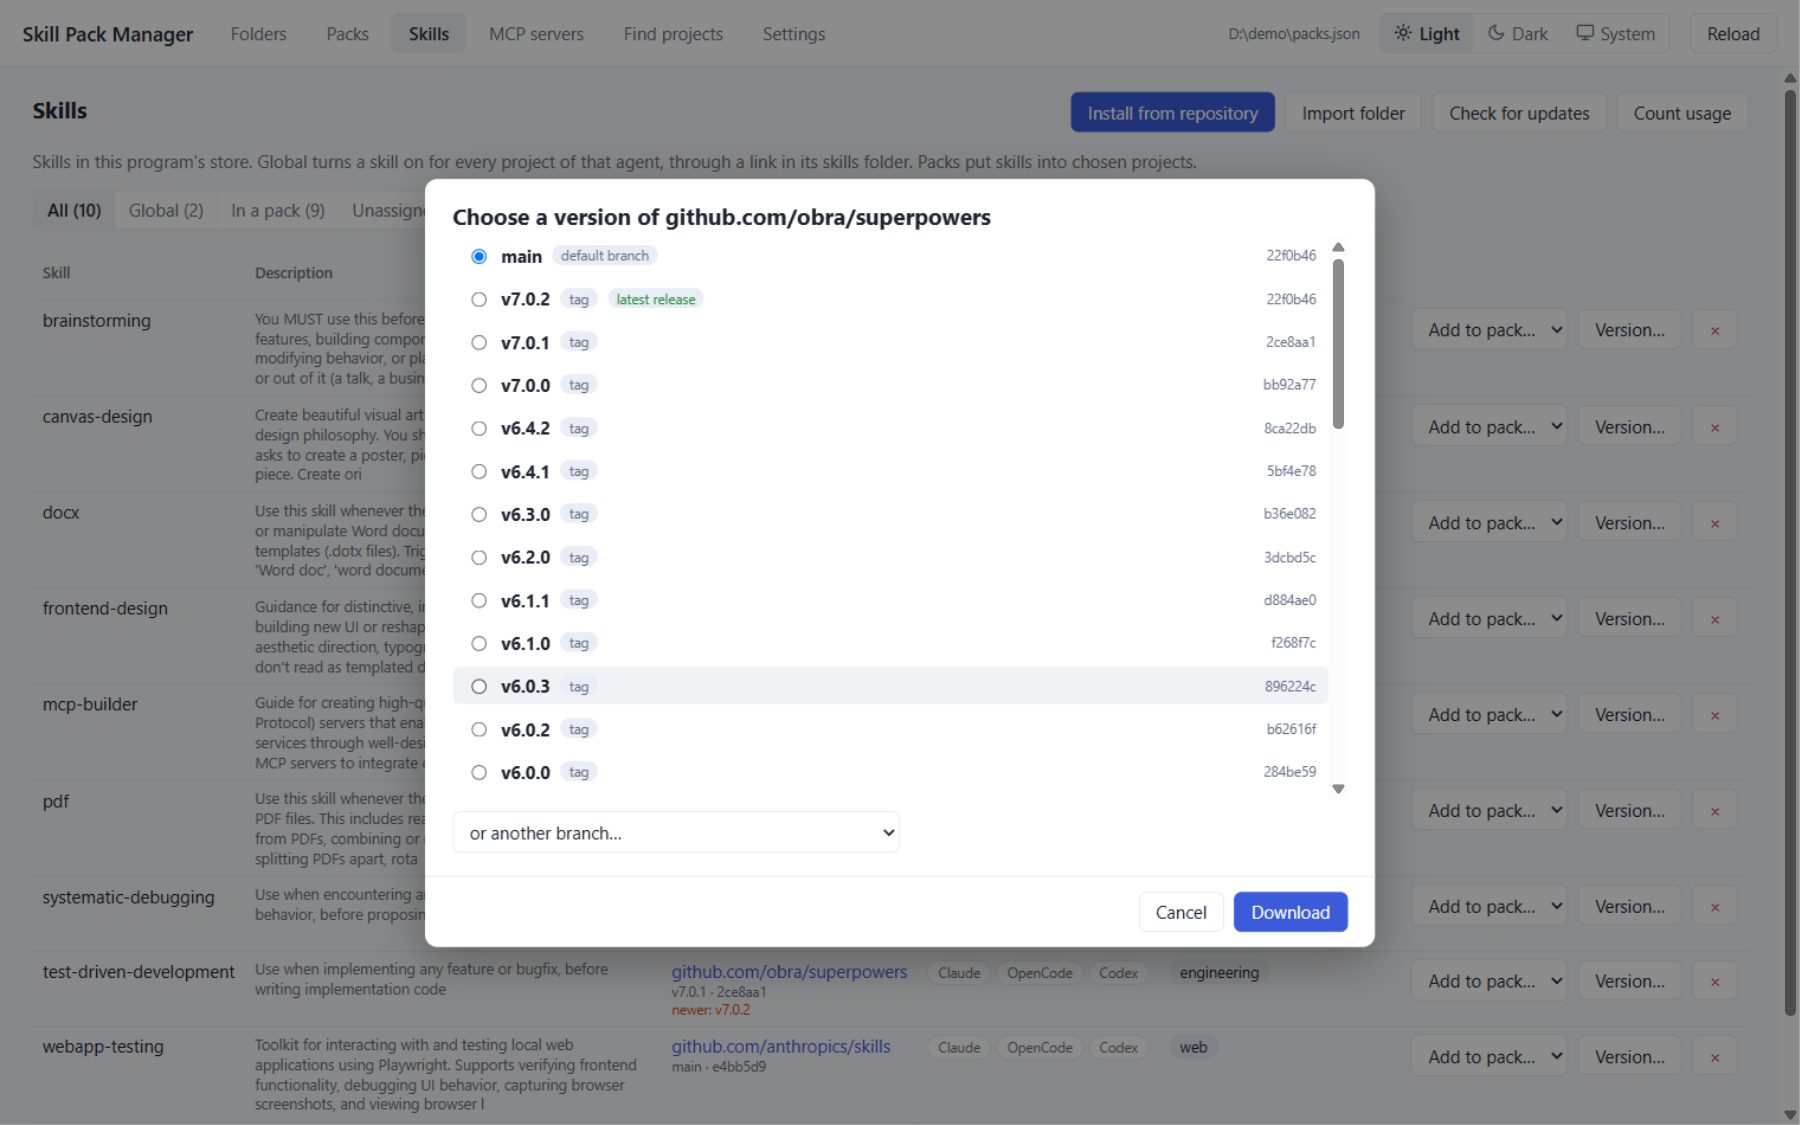 Skill Pack Manager Folders Packs Skills MCP servers Find projects Settings D:\demo\packs.json Light Dark System Reload
Skills Install from repository Import folder Check for updates Count usage
Skills in this program's store. Global turns a skill on for every project of that agent, through a link in its skills folder. Packs put skills into chosen projects.
All (10) Global (2) In a pack (9)
Choose a version of github.com/obra/superpowers
main default branch 22f0b46
v7.0.2 tag latest release 22f0b46
v7.0.1 tag 2ce8aa1
v7.0.0 tag bb92a77
v6.4.2 tag 8ca22db
v6.4.1 tag 5bf4e78
v6.3.0 tag b36e082
v6.2.0 tag 3dcbd5c
v6.1.1 tag d884ae0
v6.1.0 tag f268f7c
v6.0.3 tag 896224c
v6.0.2 tag b62616f
v6.0.0 tag 284be59
or another branch...
Cancel Download
Skill Description
brainstorming
You MUST use this before
features, building
modifying behavior, or
or out of it (a talk, a
Add to pack... Version... ×
canvas-design
Create beautiful visual art
design philosophy. You
asks to create a poster,
piece. Create ori
Add to pack... Version... ×
docx
Use this skill whenever the
or manipulate Word
templates (.dotx files).
'Word doc', 'word
Add to pack... Version... ×
frontend-design
Guidance for distinctive,
building new UI or
aesthetic direction,
don't read as templated
Add to pack... Version... ×
mcp-builder
Guide for creating
Protocol) servers that
services through
MCP servers to integrate
Add to pack... Version... ×
pdf
Use this skill whenever the
PDF files. This includes
from PDFs, combining or
splitting PDFs apart, rota
Add to pack... Version... ×
systematic-debugging
Use when encountering
behavior, before
Add to pack... Version... ×
test-driven-development
Use when implementing any feature or bugfix, before
writing implementation code
github.com/obra/superpowers
v7.0.1 · 2ce8aa1
newer: v7.0.2
Claude OpenCode Codex engineering Add to pack... Version... ×
webapp-testing
Toolkit for interacting with and testing local web
applications using Playwright. Supports verifying frontend
functionality, debugging UI behavior, capturing browser
screenshots, and viewing browser l
github.com/anthropics/skills
main · e4bb5d9
Claude OpenCode Codex web Add to pack... Version... ×